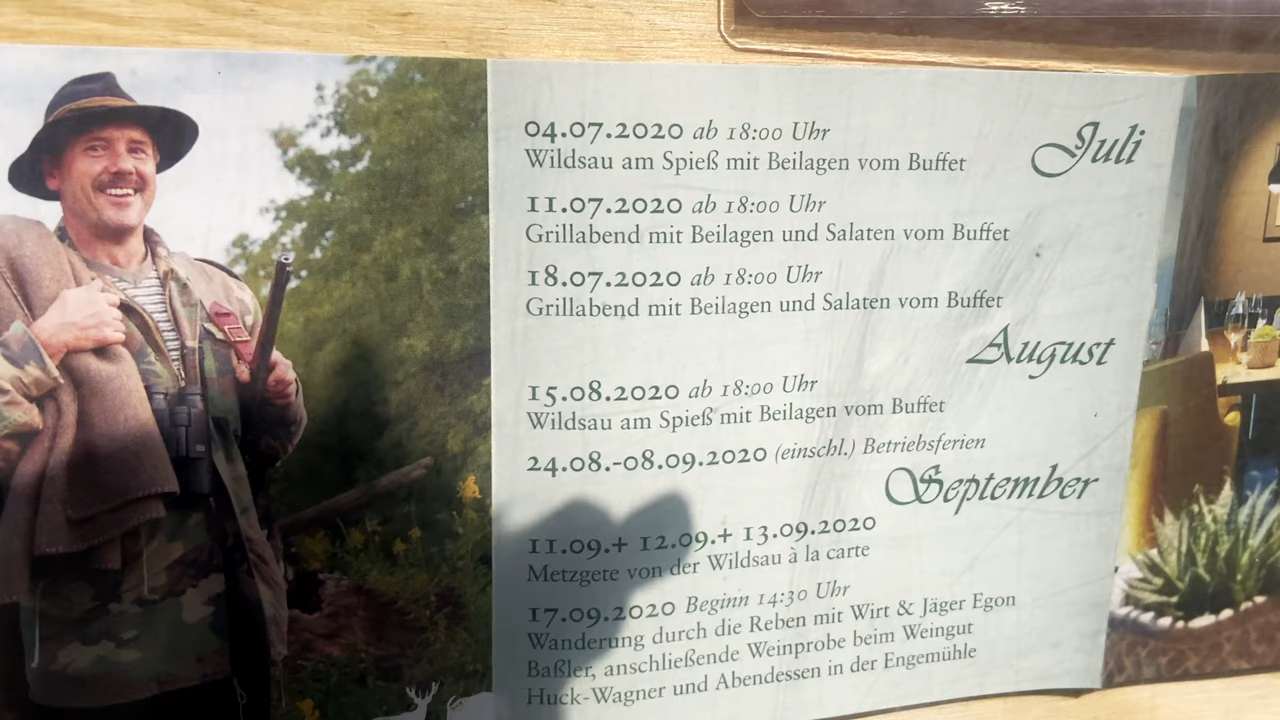 Juli
04.07.2020 ab 18:00 Uhr
Wildsau am Spieß mit Beilagen vom Buffet
11.07.2020 ab 18:00 Uhr
Grillabend mit Beilagen und Salaten vom Buffet
18.07.2020 ab 18:00 Uhr
Grillabend mit Beilagen und Salaten vom Buffet
August
15.08.2020 ab 18:00 Uhr
Wildsau am Spieß mit Beilagen vom Buffet
24.08.-08.09.2020 (einschl.) Betriebsferien
September
11.09.+ 12.09.+ 13.09.2020
Metzgete von der Wildsau à la carte
17.09.2020 Beginn 14:30 Uhr
Wanderung durch die Reben mit Wirt & Jäger Egon
Baßler, anschließende Weinprobe beim Weingut
Huck-Wagner und Abendessen in der Engemühle